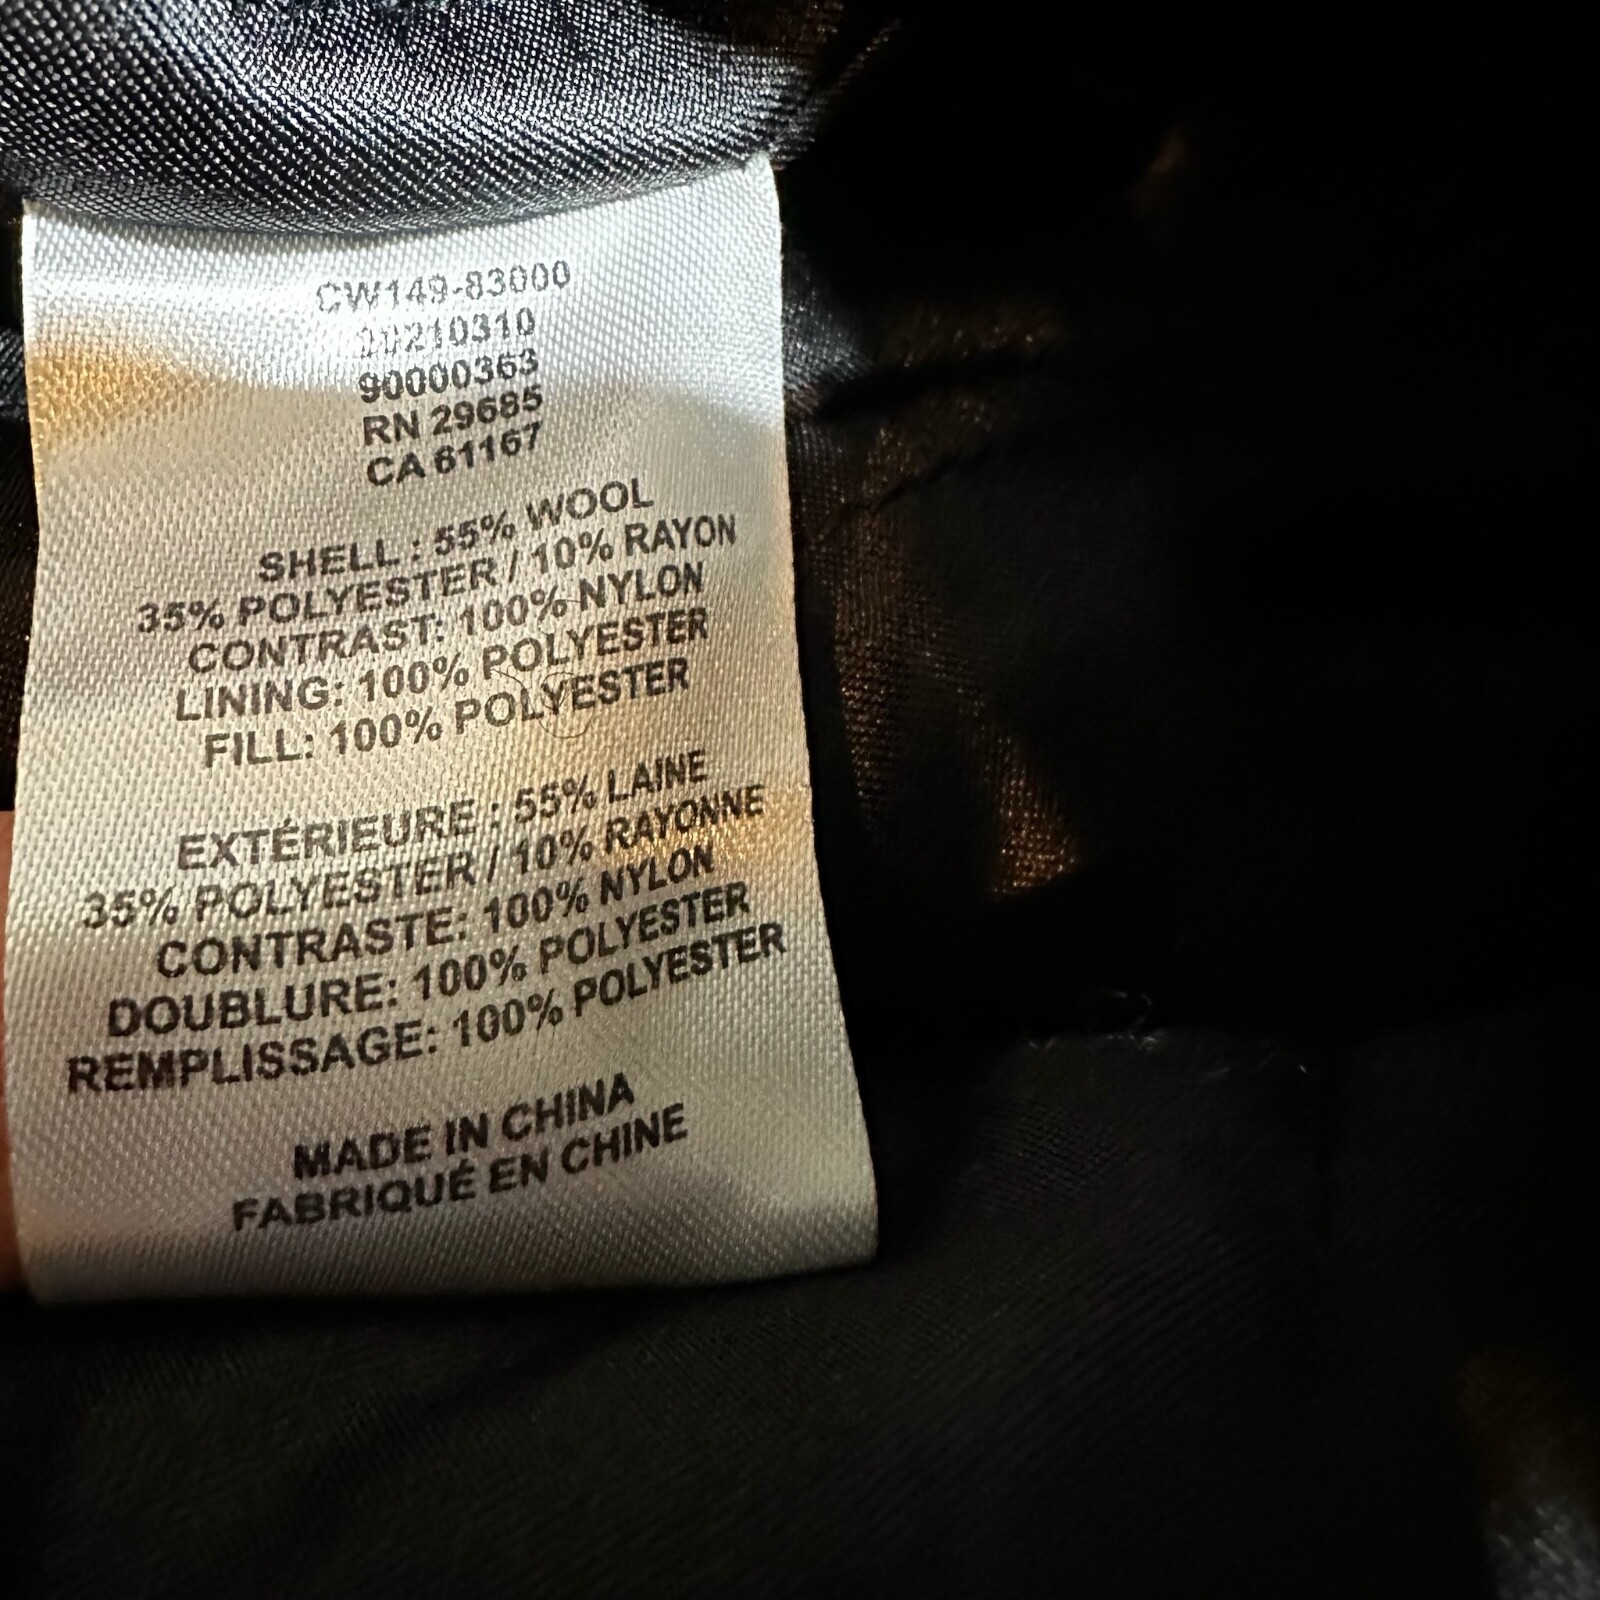 CW149-83000
10210310
90000363
RN 29685
CA 61167
SHELL : 55% WOOL
35% POLYESTER / 10% RAYON
CONTRAST: 100% NYLON
LINING: 100% POLYESTER
FILL: 100% POLYESTER
EXTÉRIEURE : 55% LAINE
35% POLYESTER / 10% RAYONNE
CONTRASTE: 100% NYLON
DOUBLURE: 100% POLYESTER
REMPLISSAGE: 100% POLYESTER
MADE IN CHINA
FABRIQUÉ EN CHINE